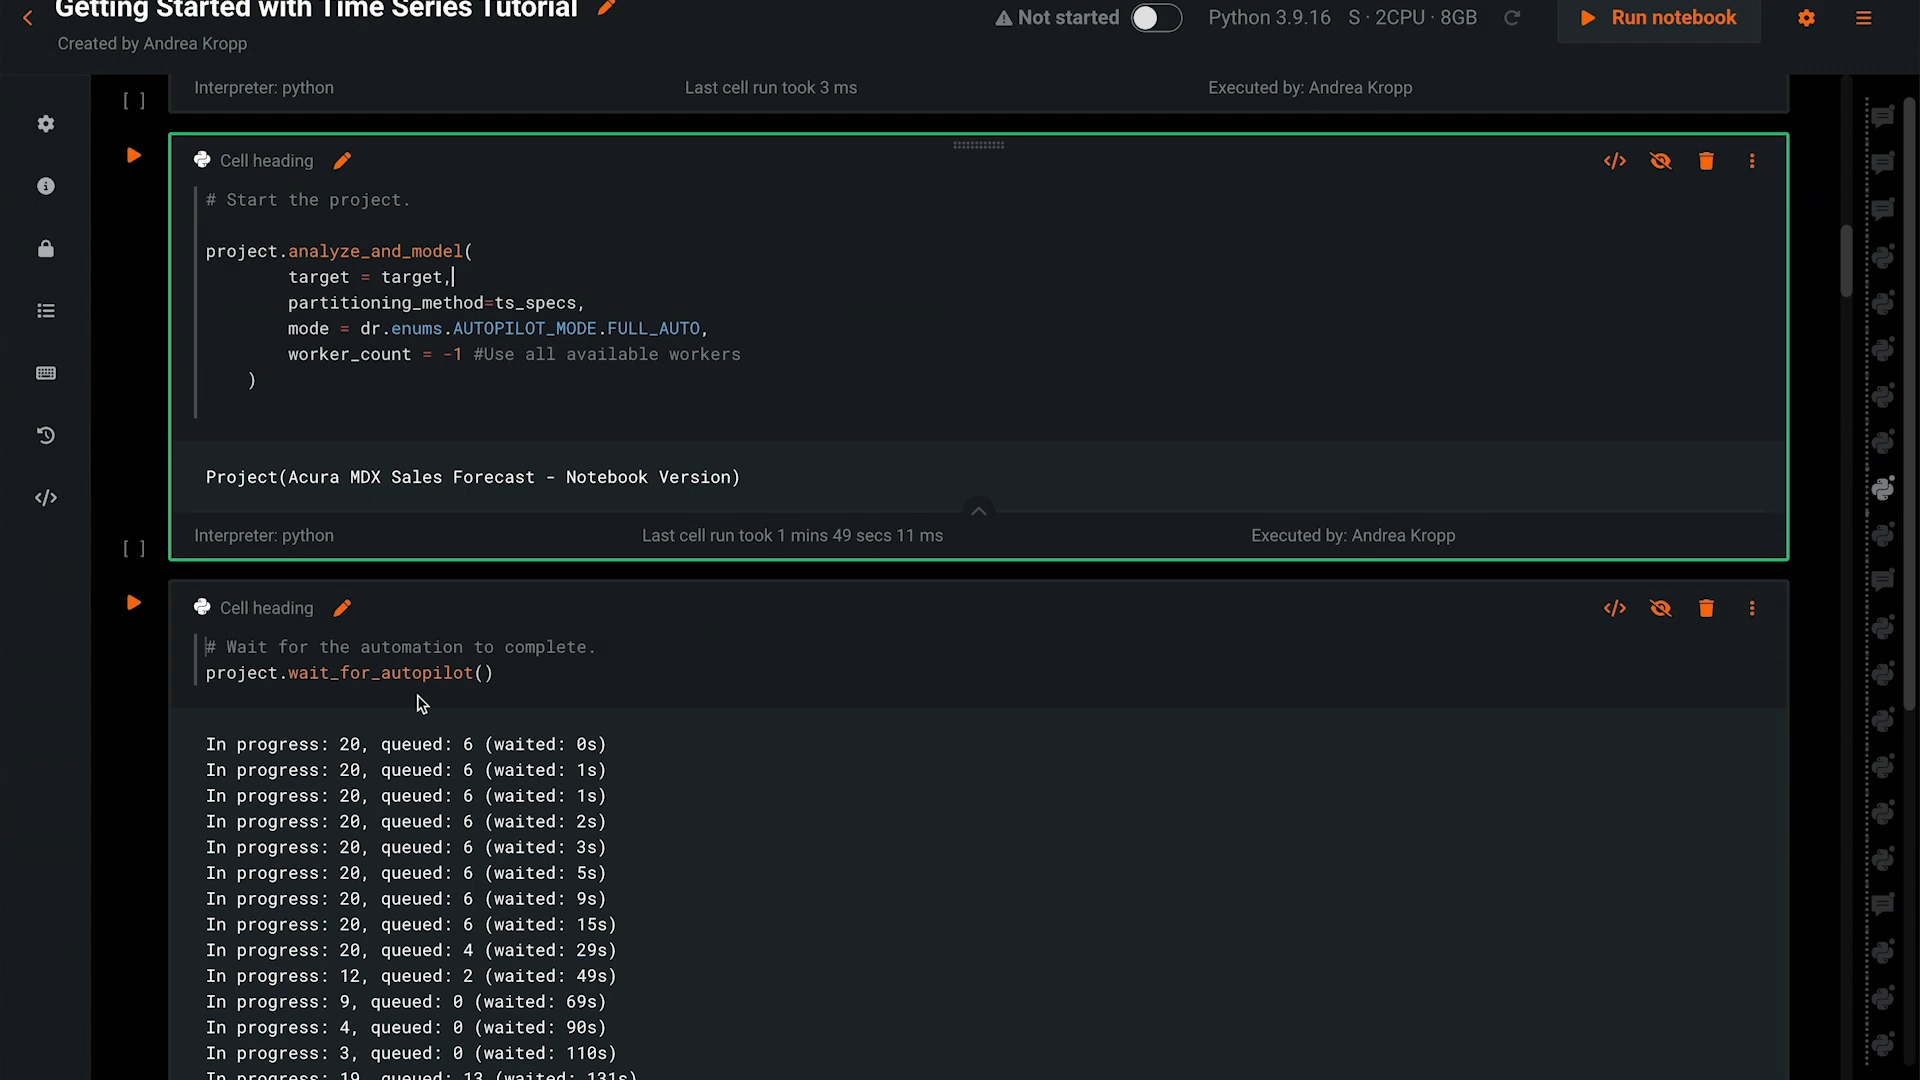 Getting Started with Time Series Tutorial
Created by Andrea Kropp
Not started
Python 3.9.16 S · 2CPU · 8GB
Run notebook
[ ]
Interpreter: python
Last cell run took 3 ms
Executed by: Andrea Kropp
Cell heading
# Start the project.
project.analyze_and_model(
target = target,
partitioning_method=ts_specs,
mode = dr.enums.AUTOPILOT_MODE.FULL_AUTO,
worker_count = -1 #Use all available workers
)
Project(Acura MDX Sales Forecast - Notebook Version)
[ ]
Interpreter: python
Last cell run took 1 mins 49 secs 11 ms
Executed by: Andrea Kropp
Cell heading
# Wait for the automation to complete.
project.wait_for_autopilot()
In progress: 20, queued: 6 (waited: 0s)
In progress: 20, queued: 6 (waited: 1s)
In progress: 20, queued: 6 (waited: 1s)
In progress: 20, queued: 6 (waited: 2s)
In progress: 20, queued: 6 (waited: 3s)
In progress: 20, queued: 6 (waited: 5s)
In progress: 20, queued: 6 (waited: 9s)
In progress: 20, queued: 6 (waited: 15s)
In progress: 20, queued: 4 (waited: 29s)
In progress: 12, queued: 2 (waited: 49s)
In progress: 9, queued: 0 (waited: 69s)
In progress: 4, queued: 0 (waited: 90s)
In progress: 3, queued: 0 (waited: 110s)
In progress: 19, queued: 13 (waited: 131s)